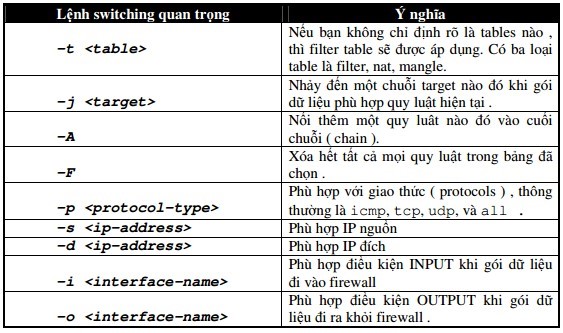 Lệnh switching quan trọng Ý nghĩa
-t <table>
Nếu bạn không chỉ định rõ là tables nào ,
thì filter table sẽ được áp dụng. Có ba loại
table là filter, nat, mangle.
-j <target>
Nhảy đến một chuỗi target nào đó khi gói
dữ liệu phù hợp quy luật hiện tại .
-A
Nối thêm một quy luât nào đó vào cuối
chuỗi ( chain ).
-F
Xóa hết tất cả mọi quy luật trong bảng đã
chọn .
-p <protocol-type>
Phù hợp với giao thức ( protocols ) , thông
thường là icmp, tcp, udp, và all .
-s <ip-address> Phù hợp IP nguồn
-d <ip-address> Phù hợp IP đích
-i <interface-name>
Phù hợp điều kiện INPUT khi gói dữ liệu
đi vào firewall
-o <interface-name>
Phù hợp điều kiện OUTPUT khi gói dữ
liệu đi ra khỏi firewall .